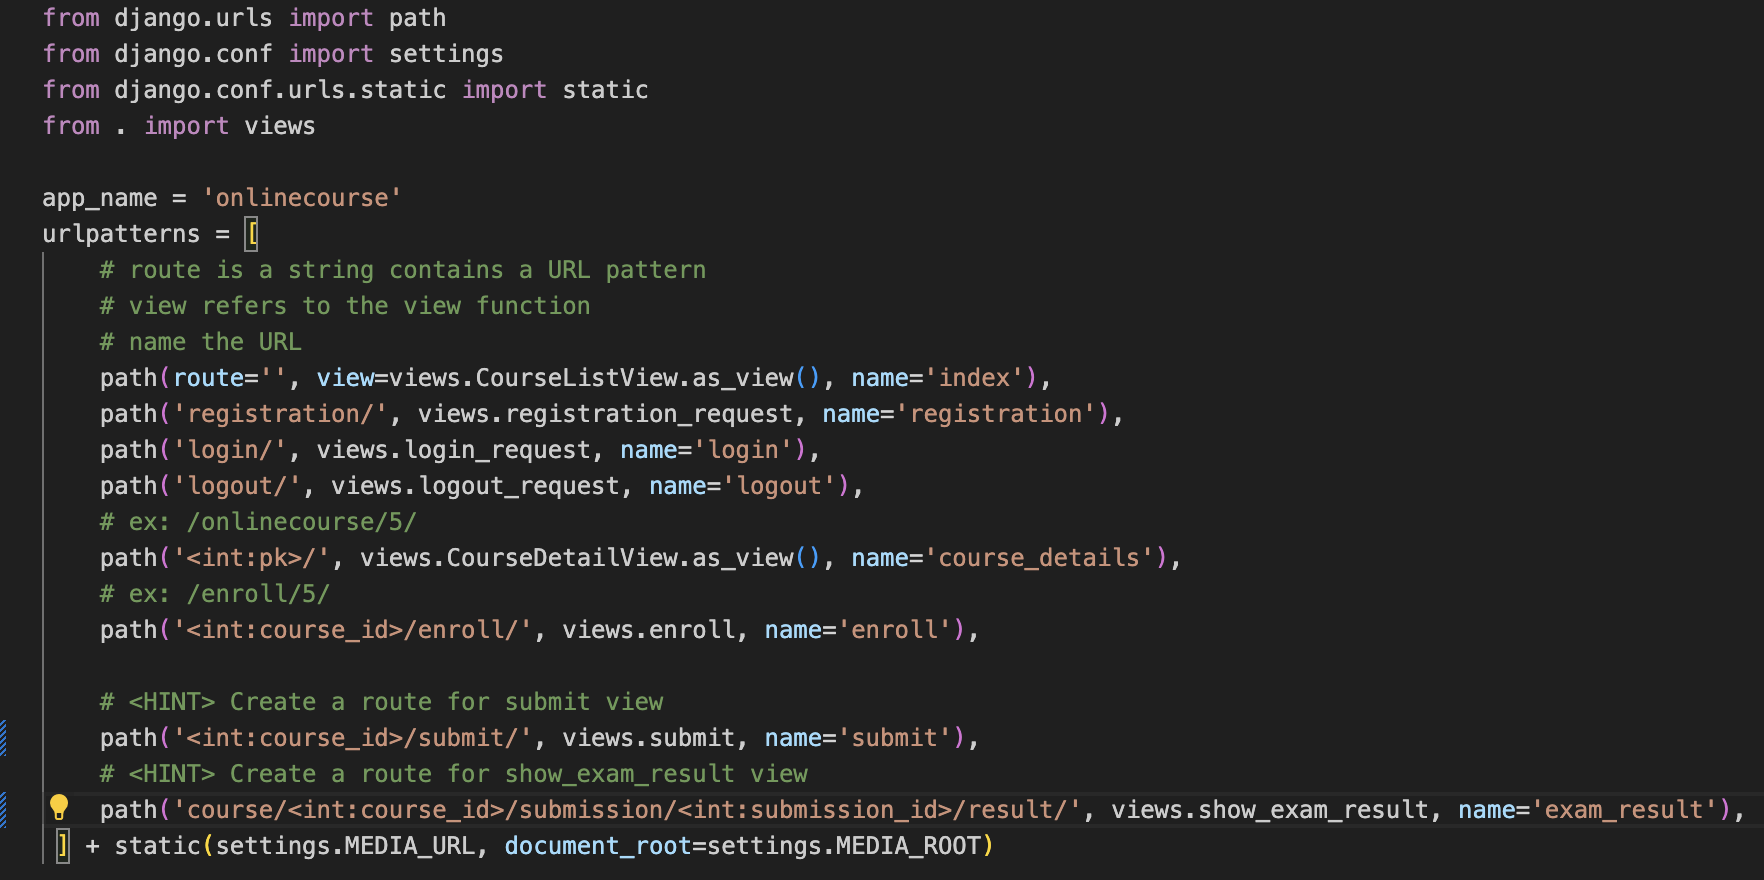 from django.urls import path
from django.conf import settings
from django.conf.urls.static import static
from . import views

app_name = 'onlinecourse'
urlpatterns = [
    # route is a string contains a URL pattern
    # view refers to the view function
    # name the URL
    path(route='', view=views.CourseListView.as_view(), name='index'),
    path('registration/', views.registration_request, name='registration'),
    path('login/', views.login_request, name='login'),
    path('logout/', views.logout_request, name='logout'),
    # ex: /onlinecourse/5/
    path('<int:pk>/', views.CourseDetailView.as_view(), name='course_details'),
    # ex: /enroll/5/
    path('<int:course_id>/enroll/', views.enroll, name='enroll'),

    # <HINT> Create a route for submit view
    path('<int:course_id>/submit/', views.submit, name='submit'),
    # <HINT> Create a route for show_exam_result view
    path('course/<int:course_id>/submission/<int:submission_id>/result/', views.show_exam_result, name='exam_result'),
 ] + static(settings.MEDIA_URL, document_root=settings.MEDIA_ROOT)